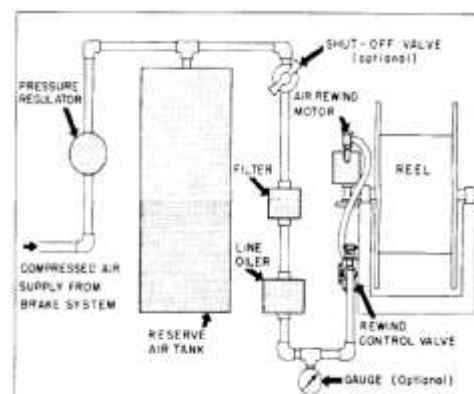 SHUT-OFF VALVE
(optional)
PRESSURE
REGULATOR
AIR REWIND
MOTOR
REEL
FILTER
LINE
OILER
COMPRESSED AIR
SUPPLY FROM
BRAKE SYSTEM
RESERVE
AIR TANK
REWIND
CONTROL VALVE
GAUGE (Optional)